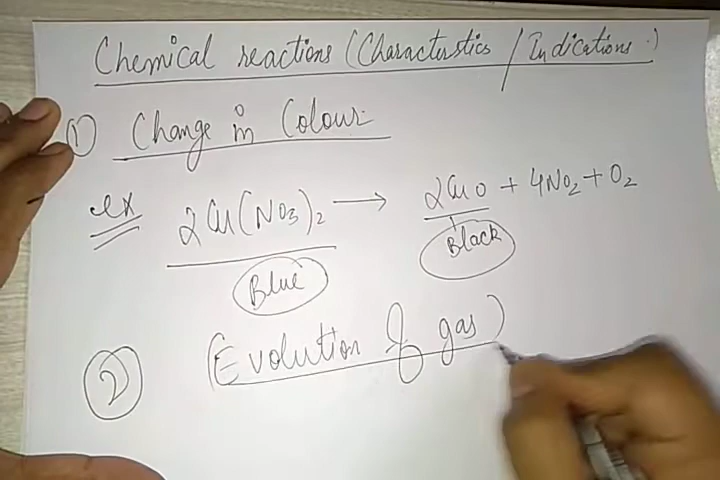 Chemical reactions (Characterstics / Indications.)
① Change in Colour
ex 2Cu(NO₃)₂ → 2CuO + 4NO₂ + O₂
Blue Black
② (Evolution of gas)